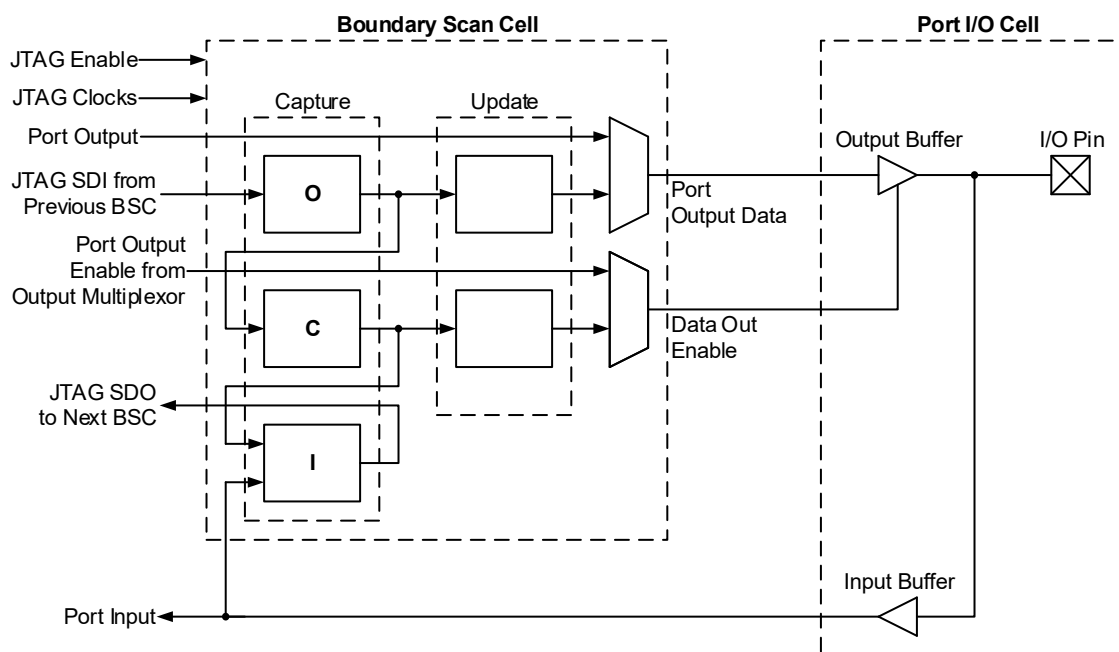 Boundary Scan Cell
Port I/O Cell
JTAG Enable
JTAG Clocks
Capture
Update
Port Output
Output Buffer
I/O Pin
JTAG SDI from
Previous BSC
O
Port
Output Data
Port Output
Enable from
Output Multiplexor
C
Data Out
Enable
JTAG SDO
to Next BSC
I
Input Buffer
Port Input